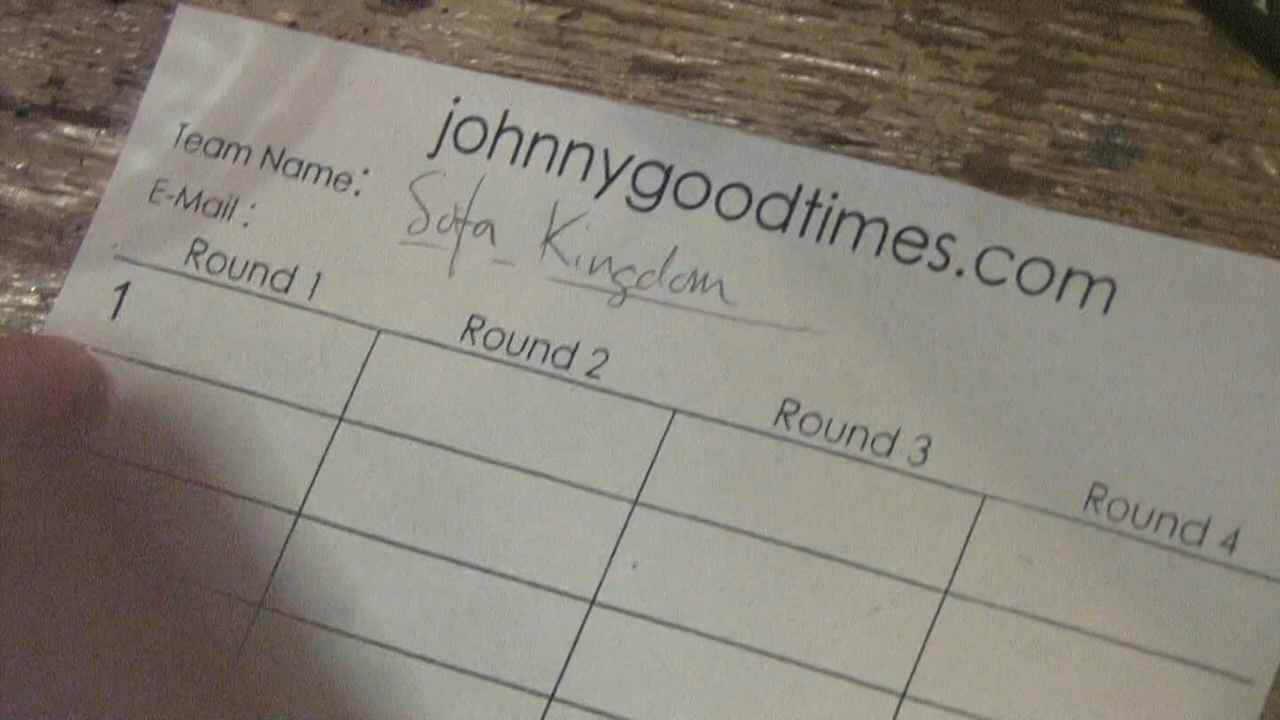 johnnygoodtimes.com
Team Name: Sofa Kingdom
E-Mail :
Round 1 Round 2 Round 3 Round 4
1